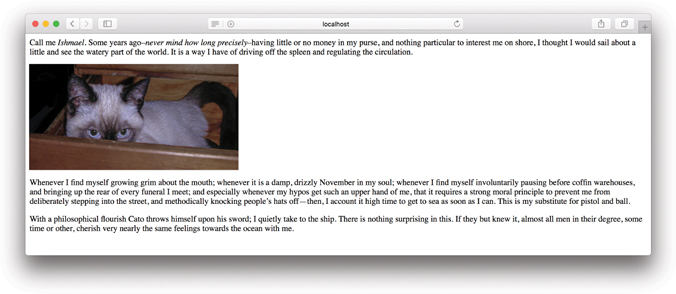 localhost
Call me Ishmael. Some years ago–never mind how long precisely–having little or no money in my purse, and nothing particular to interest me on shore, I thought I would sail about a
little and see the watery part of the world. It is a way I have of driving off the spleen and regulating the circulation.
Whenever I find myself growing grim about the mouth; whenever it is a damp, drizzly November in my soul; whenever I find myself involuntarily pausing before coffin warehouses,
and bringing up the rear of every funeral I meet; and especially whenever my hypos get such an upper hand of me, that it requires a strong moral principle to prevent me from
deliberately stepping into the street, and methodically knocking people's hats off—then, I account it high time to get to sea as soon as I can. This is my substitute for pistol and ball.
With a philosophical flourish Cato throws himself upon his sword; I quietly take to the ship. There is nothing surprising in this. If they but knew it, almost all men in their degree, some
time or other, cherish very nearly the same feelings towards the ocean with me.